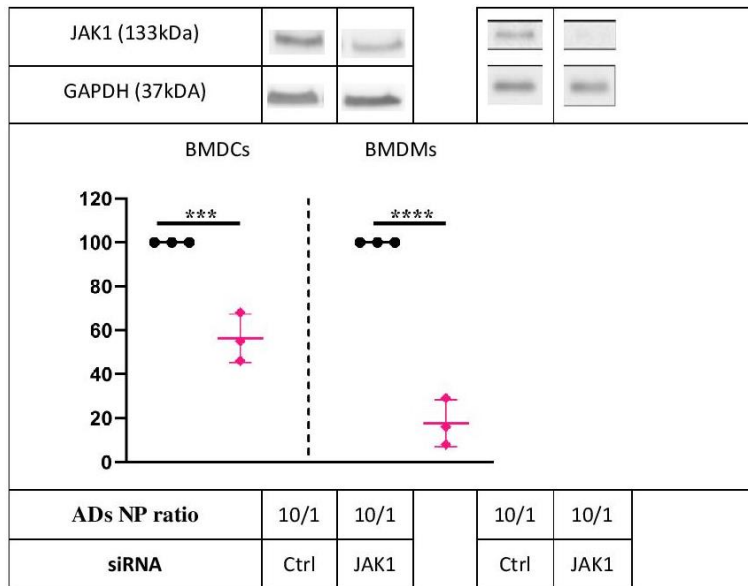 JAK1 (133kDa)
GAPDH (37kDA)
BMDCs BMDMs
120
*** ****
100
80
60
40
20
0
ADs NP ratio 10/1 10/1 10/1 10/1
siRNA Ctrl JAK1 Ctrl JAK1